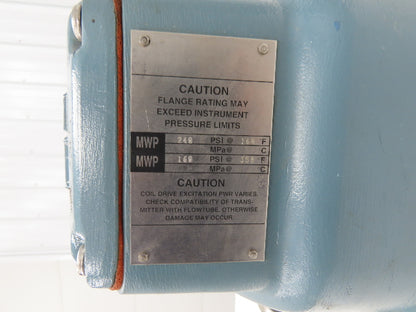 CAUTION
FLANGE RATING MAY
EXCEED INSTRUMENT
PRESSURE LIMITS
MWP PSI @ F
MPa @ C
MWP PSI @ F
MPa @ C
CAUTION
COIL DRIVE EXCITATION PWR VARIES.
CHECK COMPATIBILITY OF TRANS-
MITTER WITH FLOWTUBE, OTHERWISE
DAMAGE MAY OCCUR.